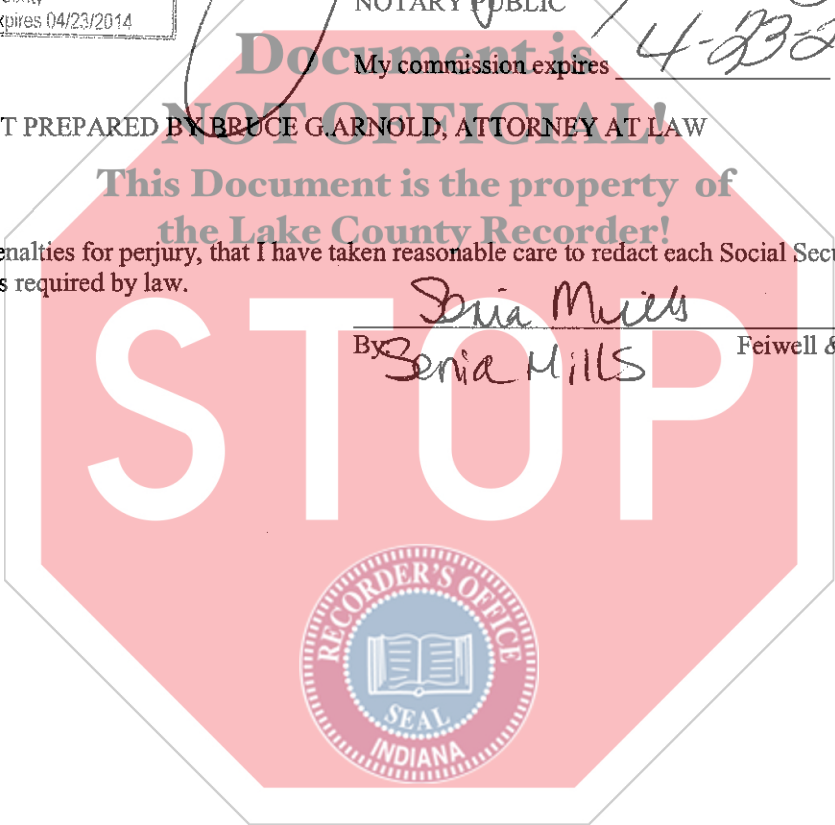 xpires 04/23/2014
NOTARY PUBLIC
Document is
My commission expires 4-23-2
NOT OFFICIAL!
T PREPARED BY BRUCE G.ARNOLD, ATTORNEY AT LAW
This Document is the property of
the Lake County Recorder!
enalties for perjury, that I have taken reasonable care to redact each Social Secu
s required by law.
Senia Mills
By Senia Mills Feiwell &
STOP
RECORDER'S OFFICE
SEAL
INDIANA